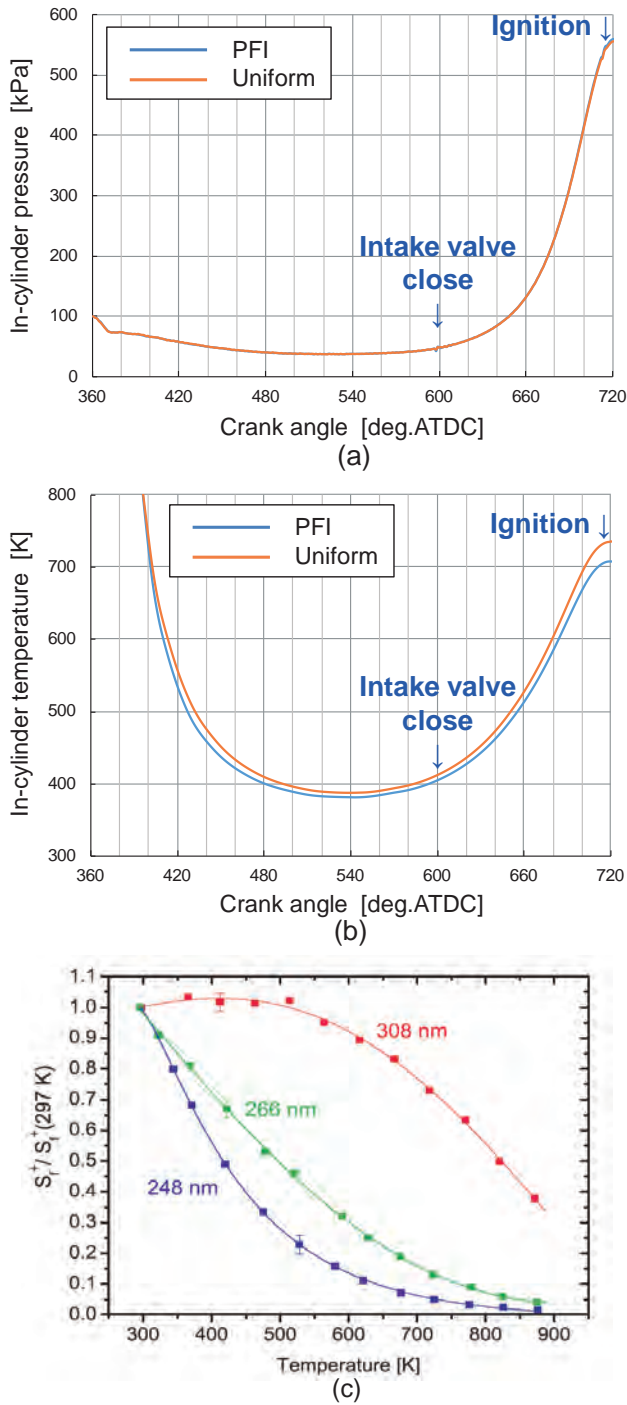 600
500
400
300
200
100
0
In-cylinder pressure [kPa]
PFI
Uniform
Ignition
↓
Intake valve
close
↓
360 420 480 540 600 660 720
Crank angle [deg.ATDC]
(a)
800
700
600
500
400
300
In-cylinder temperature [K]
PFI
Uniform
Ignition ↓
Intake valve
close
↓
360 420 480 540 600 660 720
Crank angle [deg.ATDC]
(b)
1.1
1.0
0.9
0.8
0.7
0.6
0.5
0.4
0.3
0.2
0.1
0.0
S_f^+/S_f^+(297 K)
308 nm
266 nm
248 nm
300 400 500 600 700 800 900
Temperature [K]
(c)